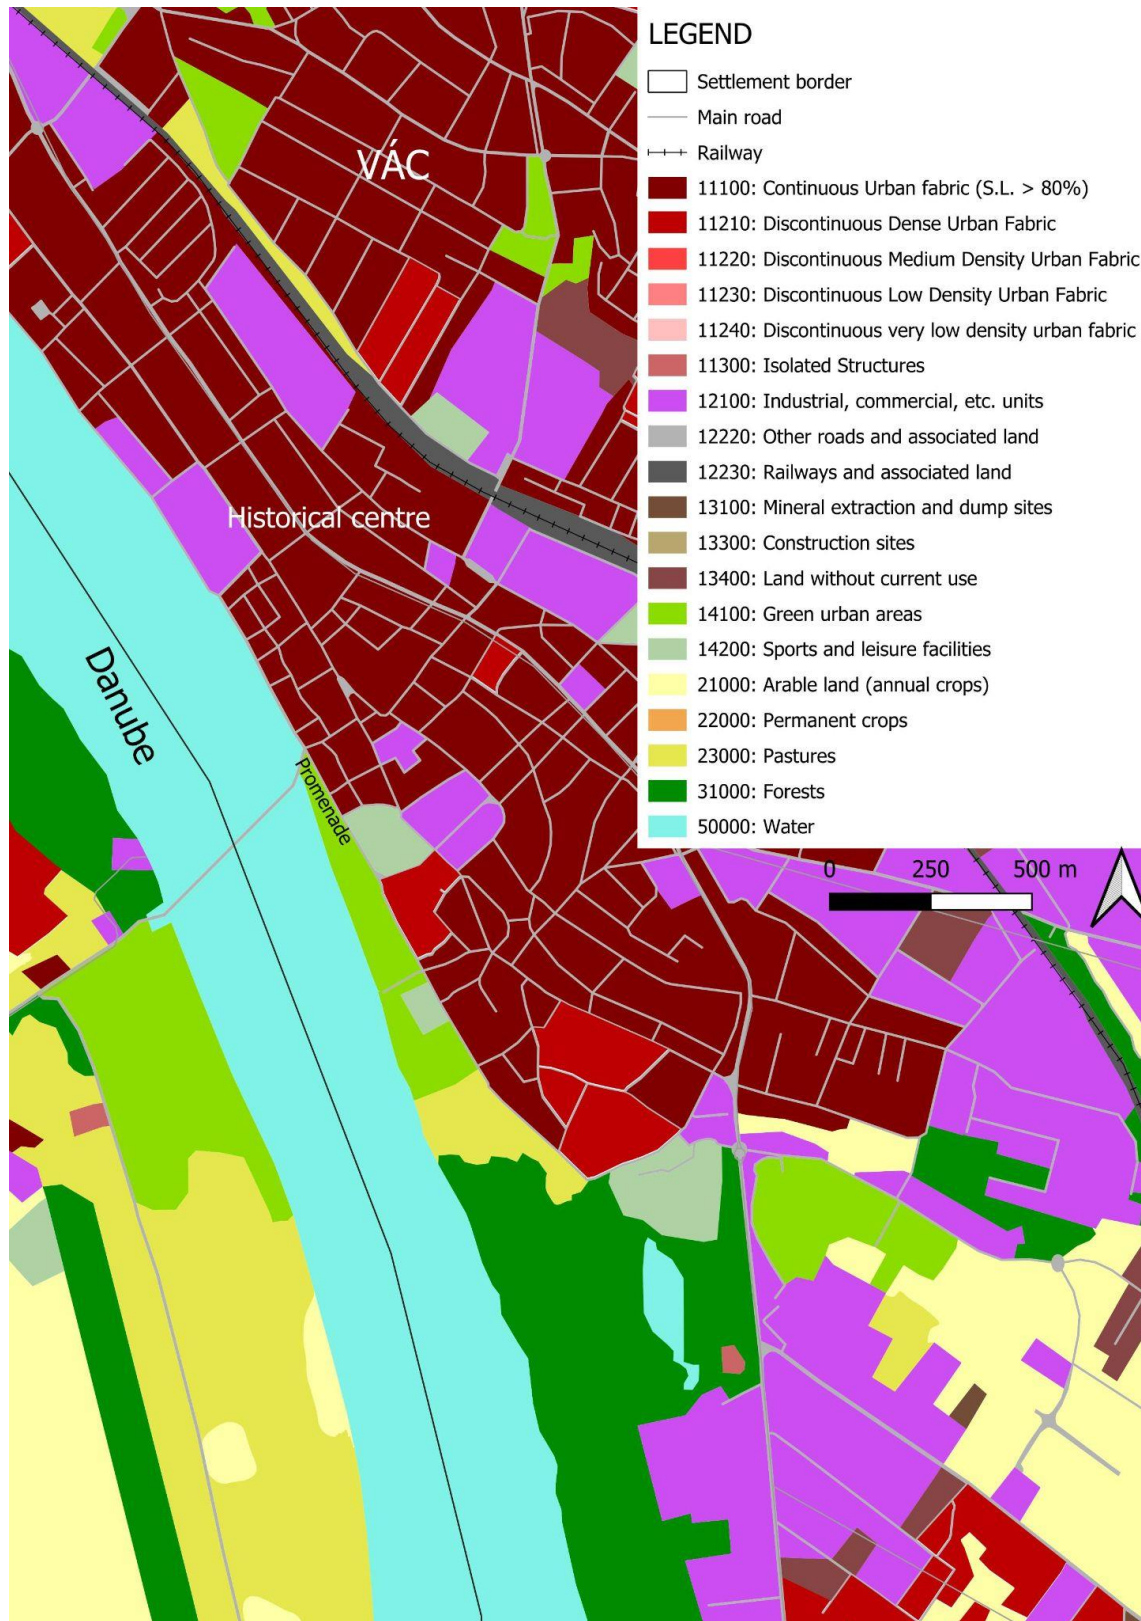 LEGEND
Settlement border
Main road
Railway
11100: Continuous Urban fabric (S.L. > 80%)
11210: Discontinuous Dense Urban Fabric
11220: Discontinuous Medium Density Urban Fabric
11230: Discontinuous Low Density Urban Fabric
11240: Discontinuous very low density urban fabric
11300: Isolated Structures
12100: Industrial, commercial, etc. units
12220: Other roads and associated land
12230: Railways and associated land
13100: Mineral extraction and dump sites
13300: Construction sites
13400: Land without current use
14100: Green urban areas
14200: Sports and leisure facilities
21000: Arable land (annual crops)
22000: Permanent crops
23000: Pastures
31000: Forests
50000: Water
0 250 500 m
VÁC
Historical centre
Danube
Promenade